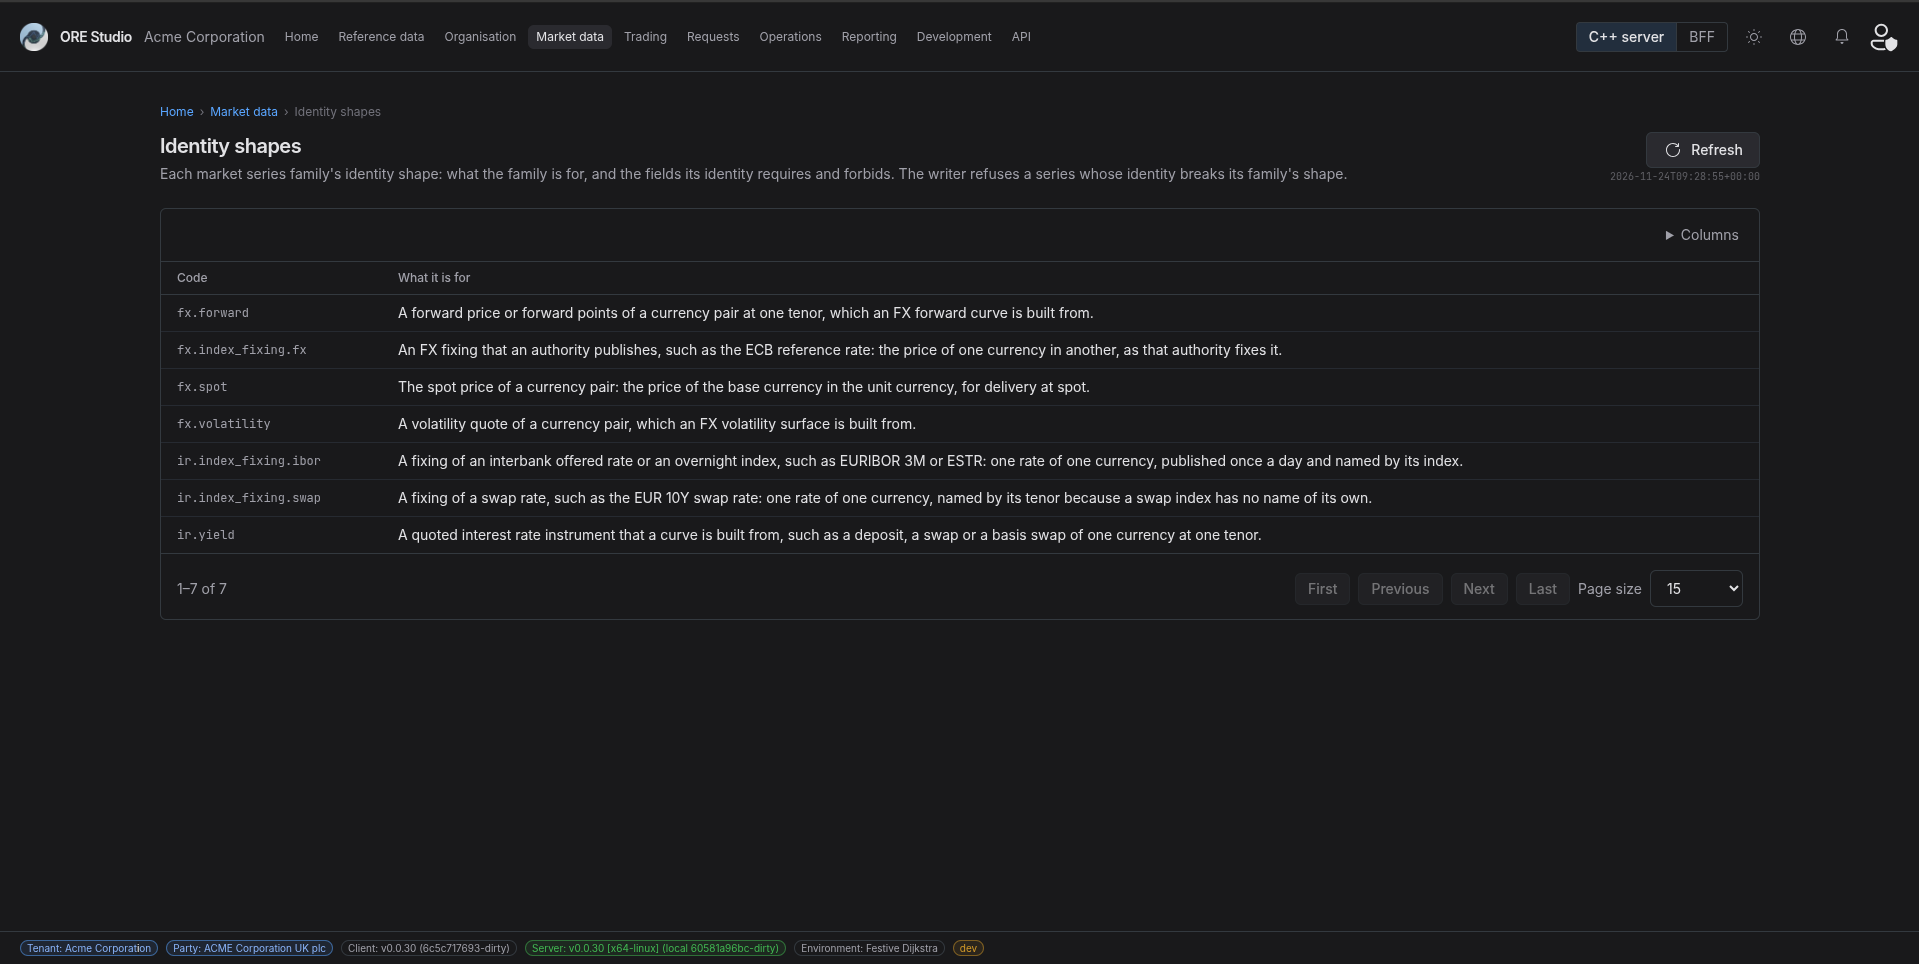 ORE Studio Acme Corporation Home Reference data Organisation Market data Trading Requests Operations Reporting Development API C++ server BFF
Home › Market data › Identity shapes
Identity shapes
Refresh
Each market series family's identity shape: what the family is for, and the fields its identity requires and forbids. The writer refuses a series whose identity breaks its family's shape.
2026-11-24T09:28:55+00:00
▶ Columns
Code What it is for
fx.forward A forward price or forward points of a currency pair at one tenor, which an FX forward curve is built from.
fx.index_fixing.fx An FX fixing that an authority publishes, such as the ECB reference rate: the price of one currency in another, as that authority fixes it.
fx.spot The spot price of a currency pair: the price of the base currency in the unit currency, for delivery at spot.
fx.volatility A volatility quote of a currency pair, which an FX volatility surface is built from.
ir.index_fixing.ibor A fixing of an interbank offered rate or an overnight index, such as EURIBOR 3M or ESTR: one rate of one currency, published once a day and named by its index.
ir.index_fixing.swap A fixing of a swap rate, such as the EUR 10Y swap rate: one rate of one currency, named by its tenor because a swap index has no name of its own.
ir.yield A quoted interest rate instrument that a curve is built from, such as a deposit, a swap or a basis swap of one currency at one tenor.
1–7 of 7 First Previous Next Last Page size 15
Tenant: Acme Corporation Party: ACME Corporation UK plc Client: v0.0.30 (6c5c717693-dirty) Server: v0.0.30 [x64-linux] (local 60581a96bc-dirty) Environment: Festive Dijkstra dev